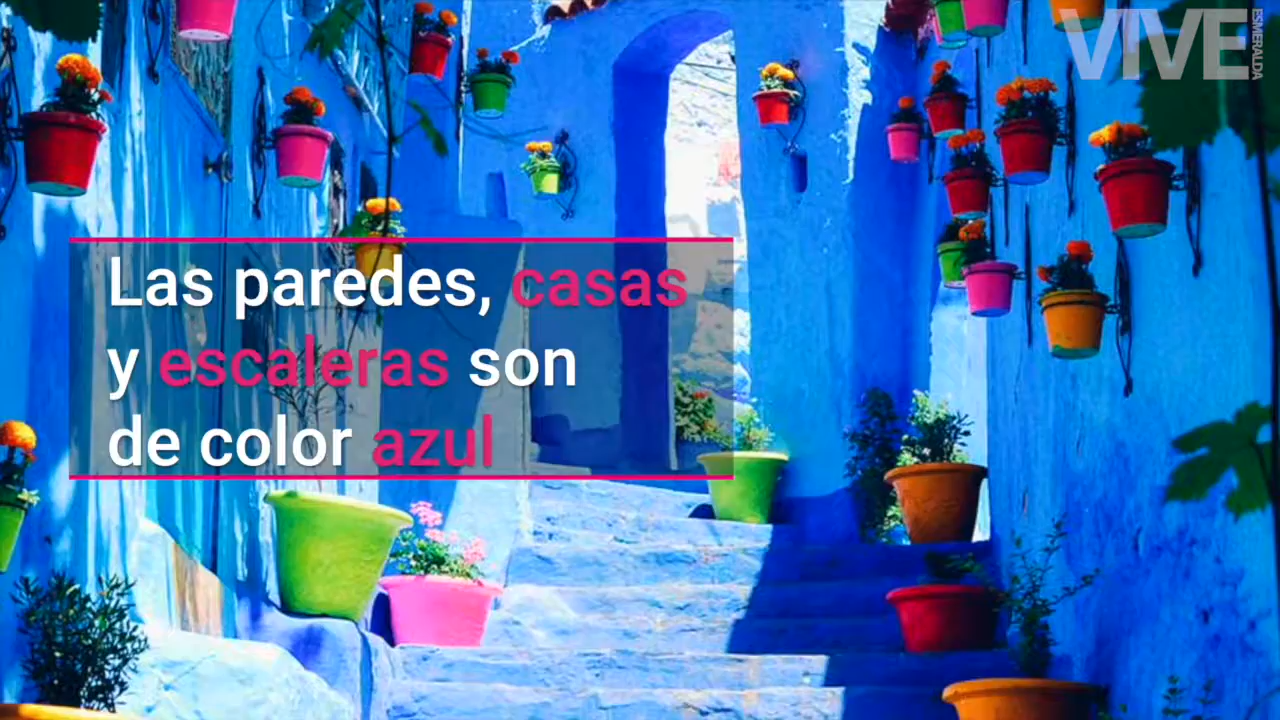 VIVE
ESMERALDA
Las paredes, casas
y escaleras son
de color azul